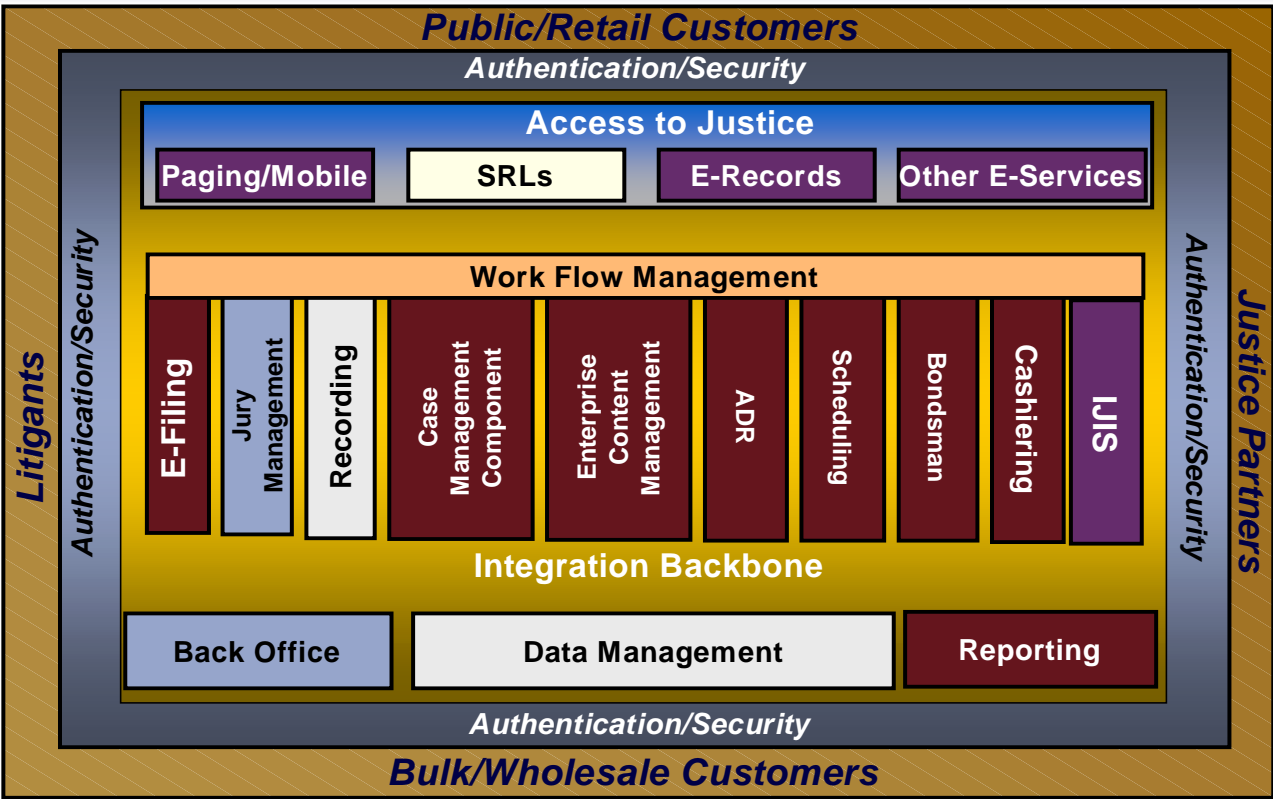 Public/Retail Customers
Authentication/Security
Access to Justice
Paging/Mobile
SRLs
E-Records
Other E-Services
Litigants
Authentication/Security
Work Flow Management
E-Filing
Jury
Management
Recording
Case
Management
Component
Enterprise
Content
Management
ADR
Scheduling
Bondsman
Cashiering
IJIS
Authentication/Security
Justice Partners
Integration Backbone
Back Office
Data Management
Reporting
Authentication/Security
Bulk/Wholesale Customers